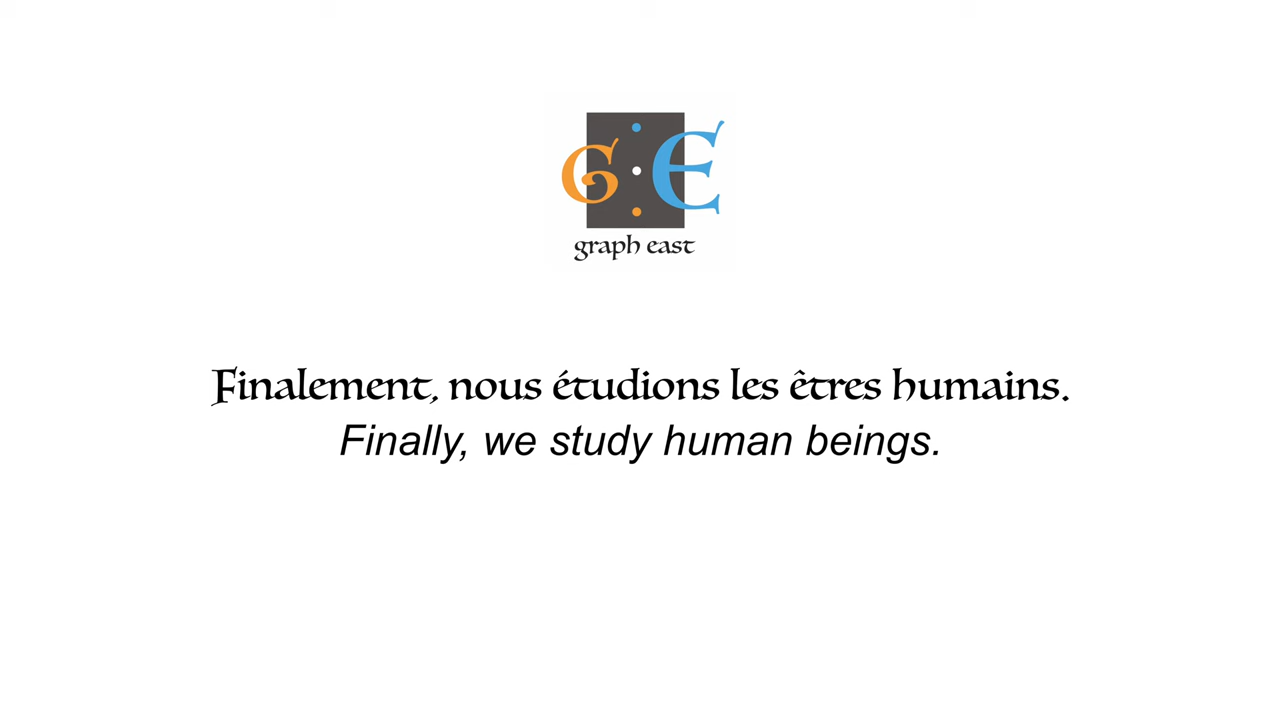 G E
graph east
Finalement, nous étudions les êtres humains.
Finally, we study human beings.